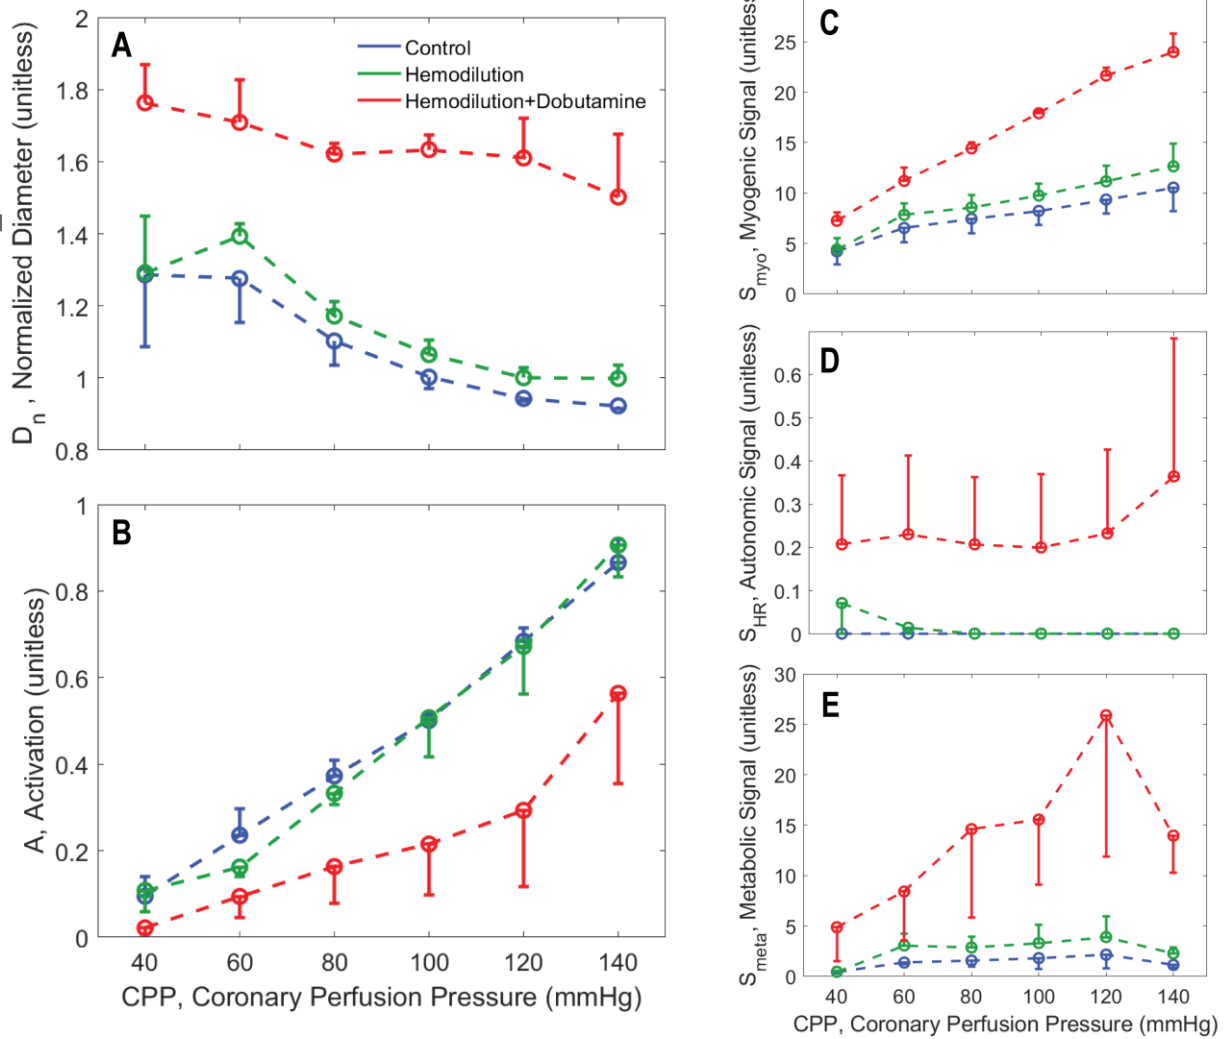 A
Control
Hemodilution
Hemodilution+Dobutamine
D_n , Normalized Diameter (unitless)
2
1.8
1.6
1.4
1.2
1
0.8
B
A, Activation (unitless)
1
0.8
0.6
0.4
0.2
0
40 60 80 100 120 140
CPP, Coronary Perfusion Pressure (mmHg)
C
S_myo, Myogenic Signal (unitless)
25
20
15
10
5
0
D
S_HR, Autonomic Signal (unitless)
0.6
0.5
0.4
0.3
0.2
0.1
0
E
S_meta, Metabolic Signal (unitless)
30
25
20
15
10
5
0
40 60 80 100 120 140
CPP, Coronary Perfusion Pressure (mmHg)